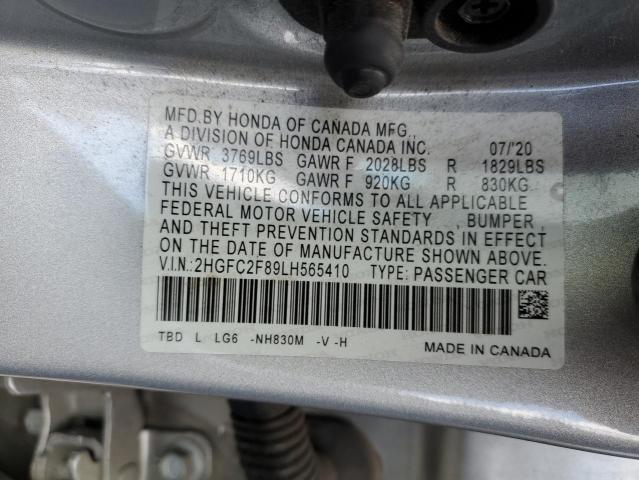 MFD.BY HONDA OF CANADA MFG.,
A DIVISION OF HONDA CANADA INC. 07/'20
GVWR 3769LBS GAWR F 2028LBS R 1829LBS
GVWR 1710KG GAWR F 920KG R 830KG
THIS VEHICLE CONFORMS TO ALL APPLICABLE
FEDERAL MOTOR VEHICLE SAFETY , BUMPER ,
AND THEFT PREVENTION STANDARDS IN EFFECT
ON THE DATE OF MANUFACTURE SHOWN ABOVE.
V.I.N.:2HGFC2F89LH565410 TYPE: PASSENGER CAR
TBD L LG6 -NH830M -V -H
MADE IN CANADA